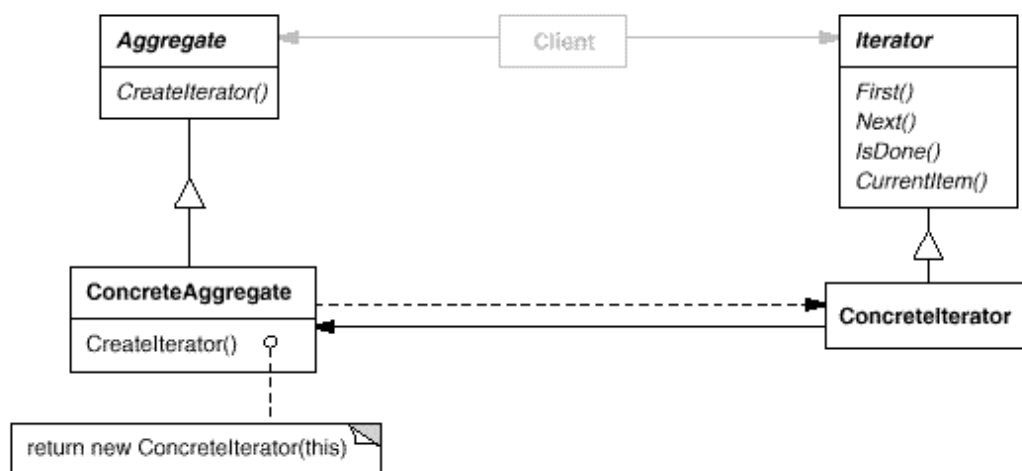 Aggregate
CreateIterator()
Client
Iterator
First()
Next()
IsDone()
CurrentItem()
ConcreteAggregate
CreateIterator()
ConcreteIterator
return new ConcreteIterator(this)